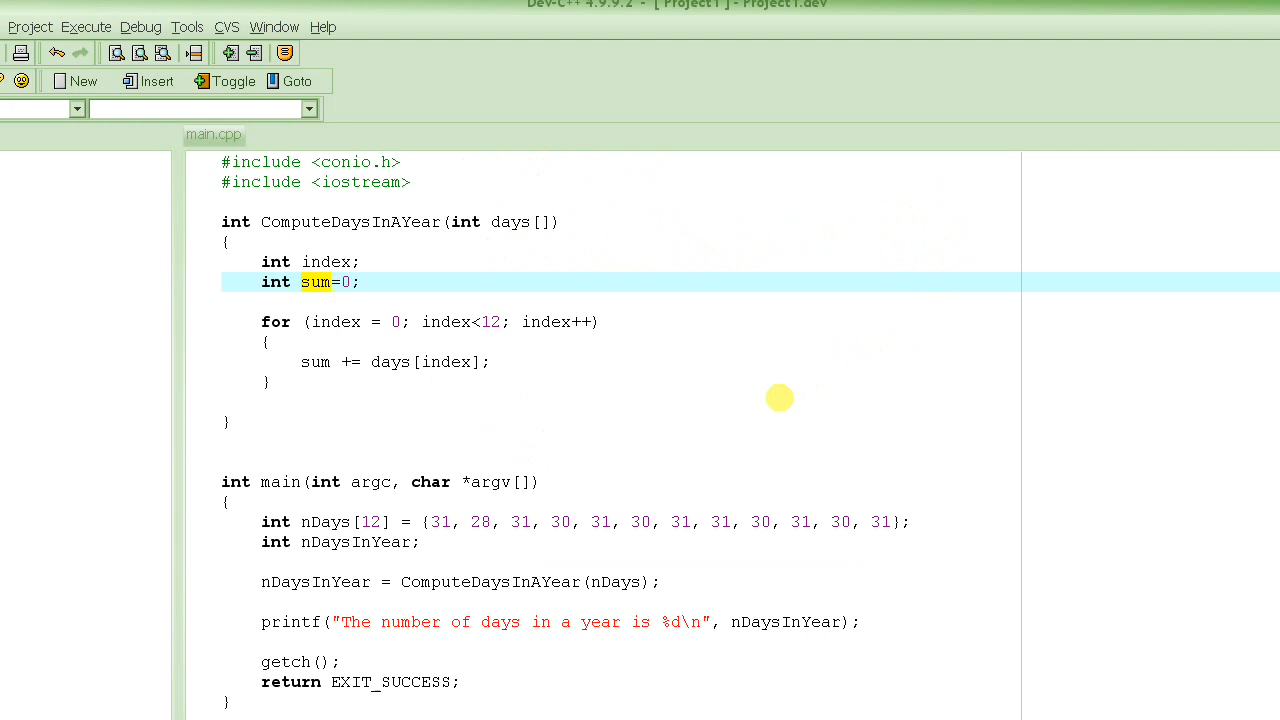 Dev-C++ 4.9.9.2 - [ Project1 ] - Project1.dev
Project Execute Debug Tools CVS Window Help
New Insert Toggle Goto
main.cpp
#include <conio.h>
#include <iostream>
int ComputeDaysInAYear(int days[])
{
int index;
int sum=0;
for (index = 0; index<12; index++)
{
sum += days[index];
}
}
int main(int argc, char *argv[])
{
int nDays[12] = {31, 28, 31, 30, 31, 30, 31, 31, 30, 31, 30, 31};
int nDaysInYear;
nDaysInYear = ComputeDaysInAYear(nDays);
printf("The number of days in a year is %d\n", nDaysInYear);
getch();
return EXIT_SUCCESS;
}